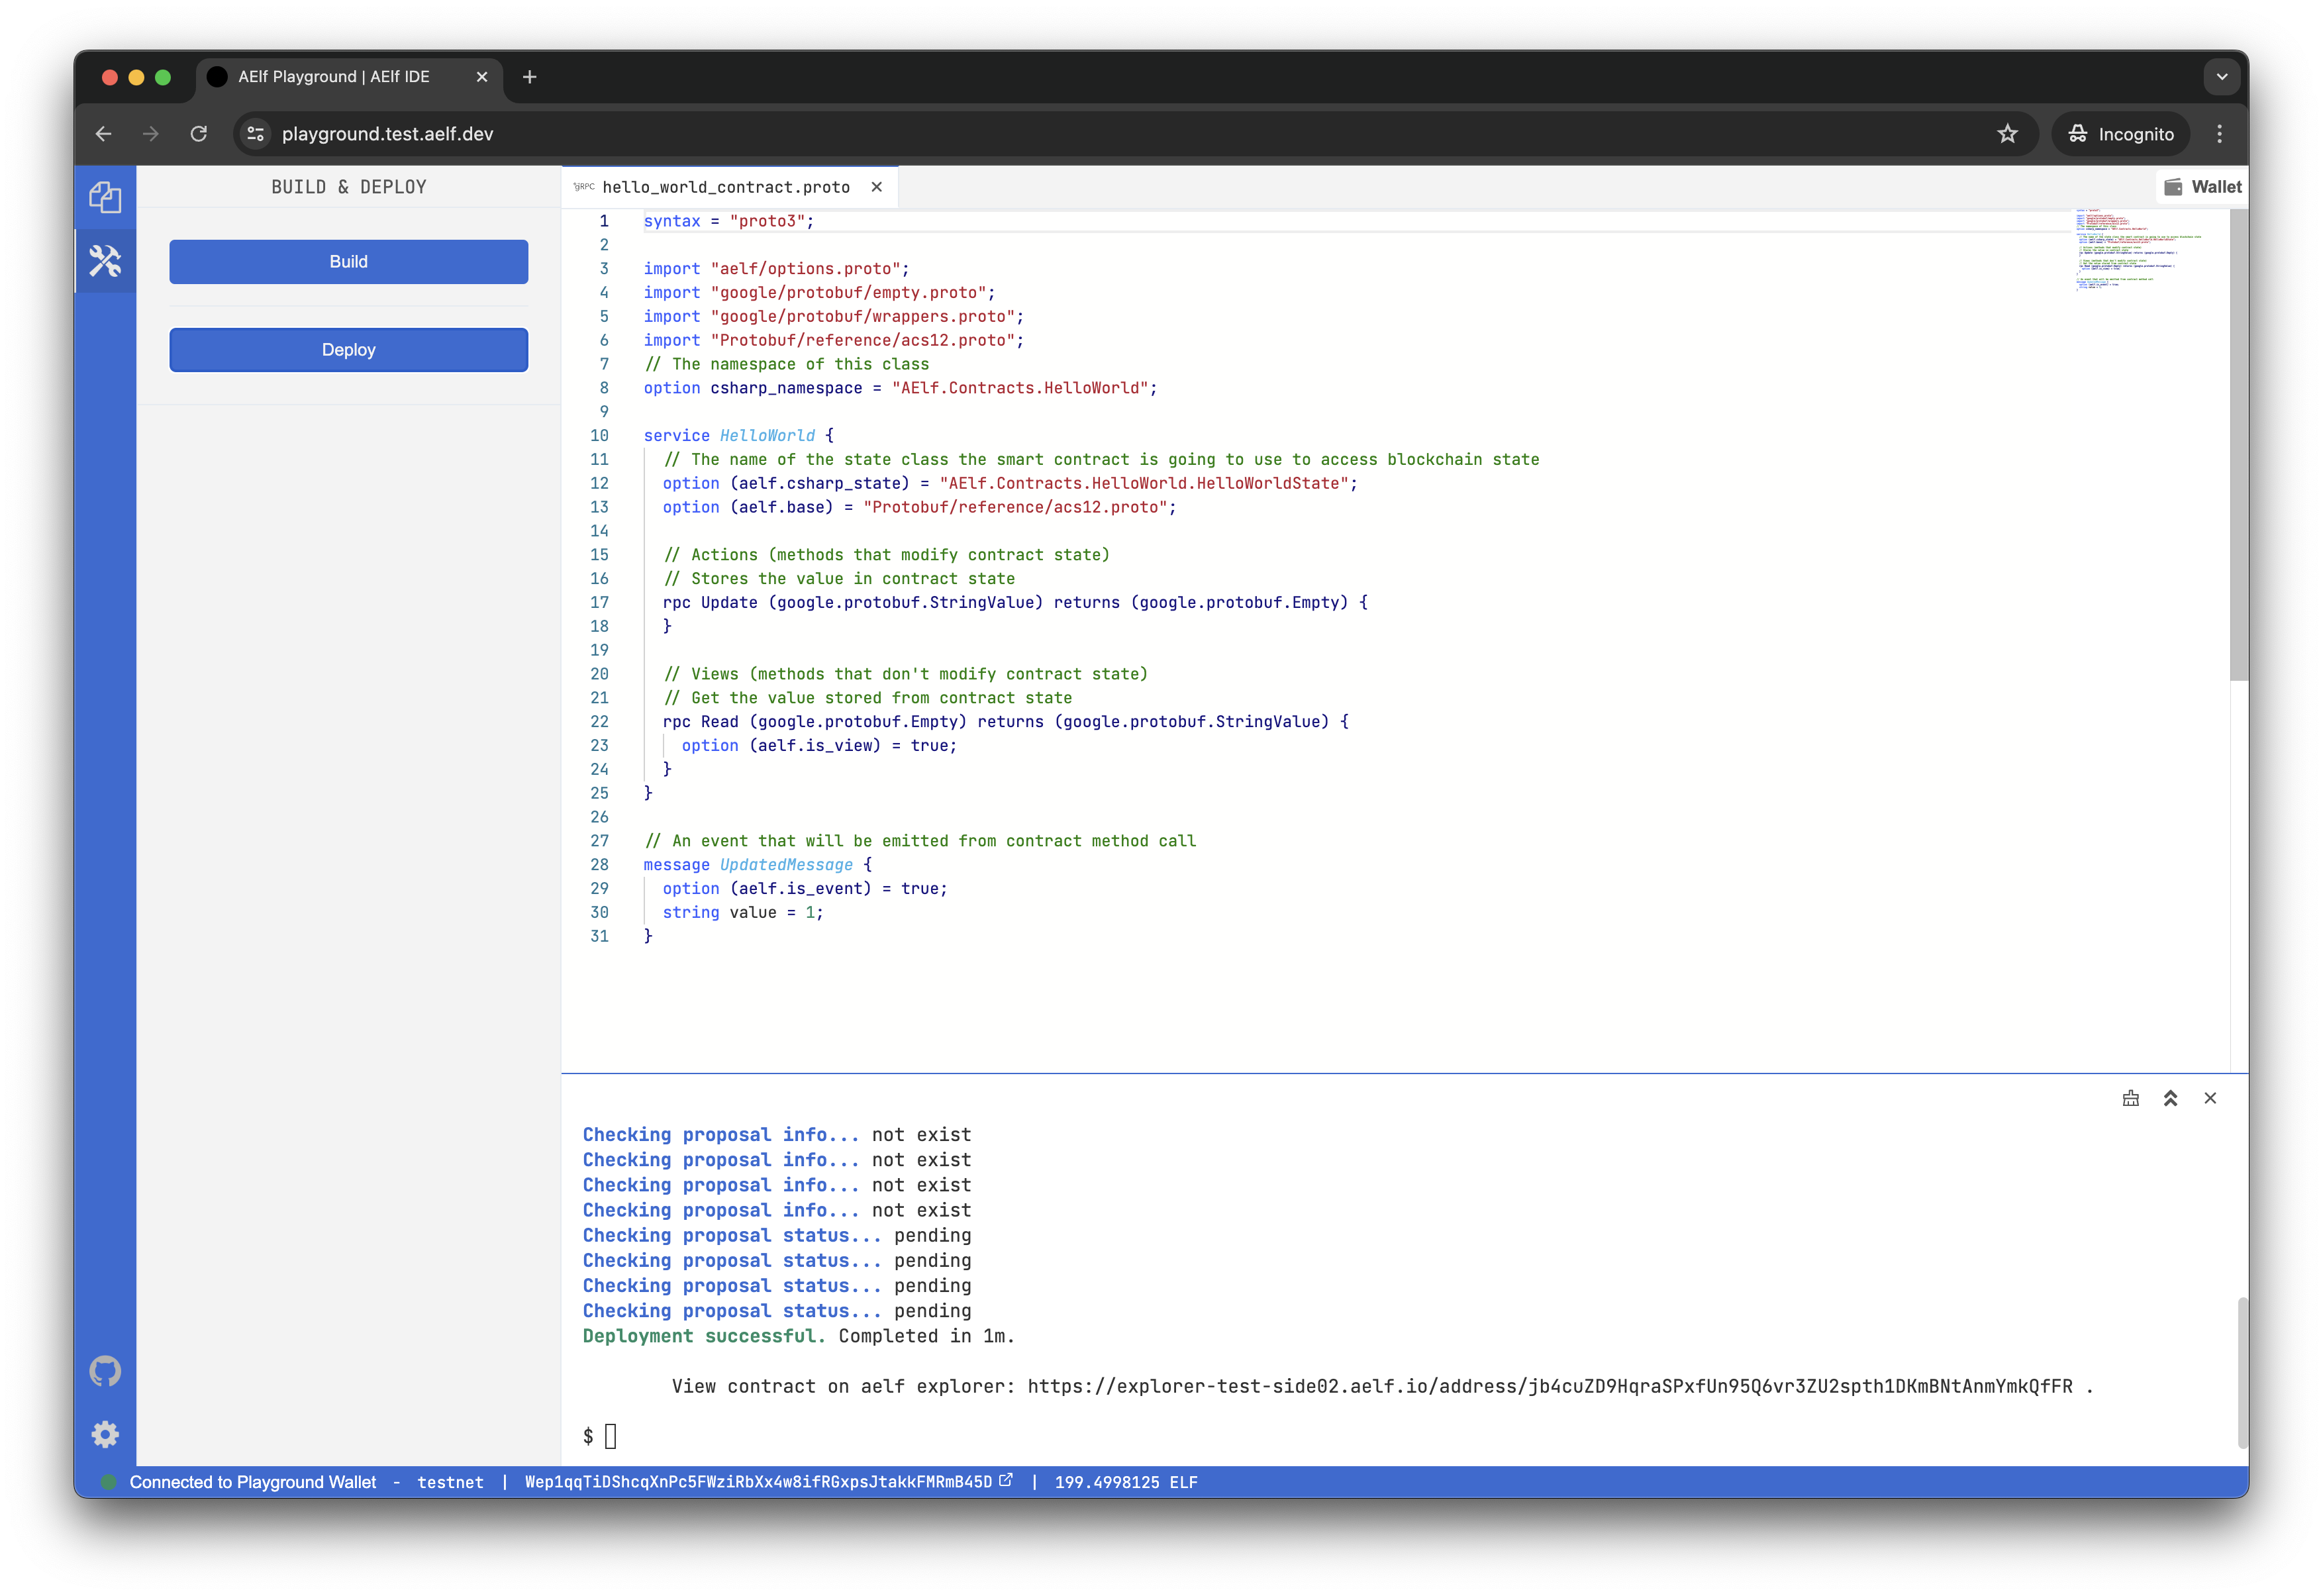 AElf Playground | AElf IDE
playground.test.aelf.dev
Incognito
BUILD & DEPLOY
Build
Deploy
gRPC hello_world_contract.proto
Wallet
1 syntax = "proto3";
2
3 import "aelf/options.proto";
4 import "google/protobuf/empty.proto";
5 import "google/protobuf/wrappers.proto";
6 import "Protobuf/reference/acs12.proto";
7 // The namespace of this class
8 option csharp_namespace = "AElf.Contracts.HelloWorld";
9
10 service HelloWorld {
11 // The name of the state class the smart contract is going to use to access blockchain state
12 option (aelf.csharp_state) = "AElf.Contracts.HelloWorld.HelloWorldState";
13 option (aelf.base) = "Protobuf/reference/acs12.proto";
14
15 // Actions (methods that modify contract state)
16 // Stores the value in contract state
17 rpc Update (google.protobuf.StringValue) returns (google.protobuf.Empty) {
18 }
19
20 // Views (methods that don't modify contract state)
21 // Get the value stored from contract state
22 rpc Read (google.protobuf.Empty) returns (google.protobuf.StringValue) {
23 option (aelf.is_view) = true;
24 }
25 }
26
27 // An event that will be emitted from contract method call
28 message UpdatedMessage {
29 option (aelf.is_event) = true;
30 string value = 1;
31 }
Checking proposal info... not exist
Checking proposal info... not exist
Checking proposal info... not exist
Checking proposal info... not exist
Checking proposal status... pending
Checking proposal status... pending
Checking proposal status... pending
Checking proposal status... pending
Deployment successful. Completed in 1m.
View contract on aelf explorer: https://explorer-test-side02.aelf.io/address/jb4cuZD9HqraSPxfUn95Q6vr3ZU2spth1DKmBNtAnmYmkQfFR .
$
Connected to Playground Wallet - testnet | Wep1qqTiDShcqXnPc5FWziRbXx4w8ifRGxpsJtakkFMRmB45D | 199.4998125 ELF